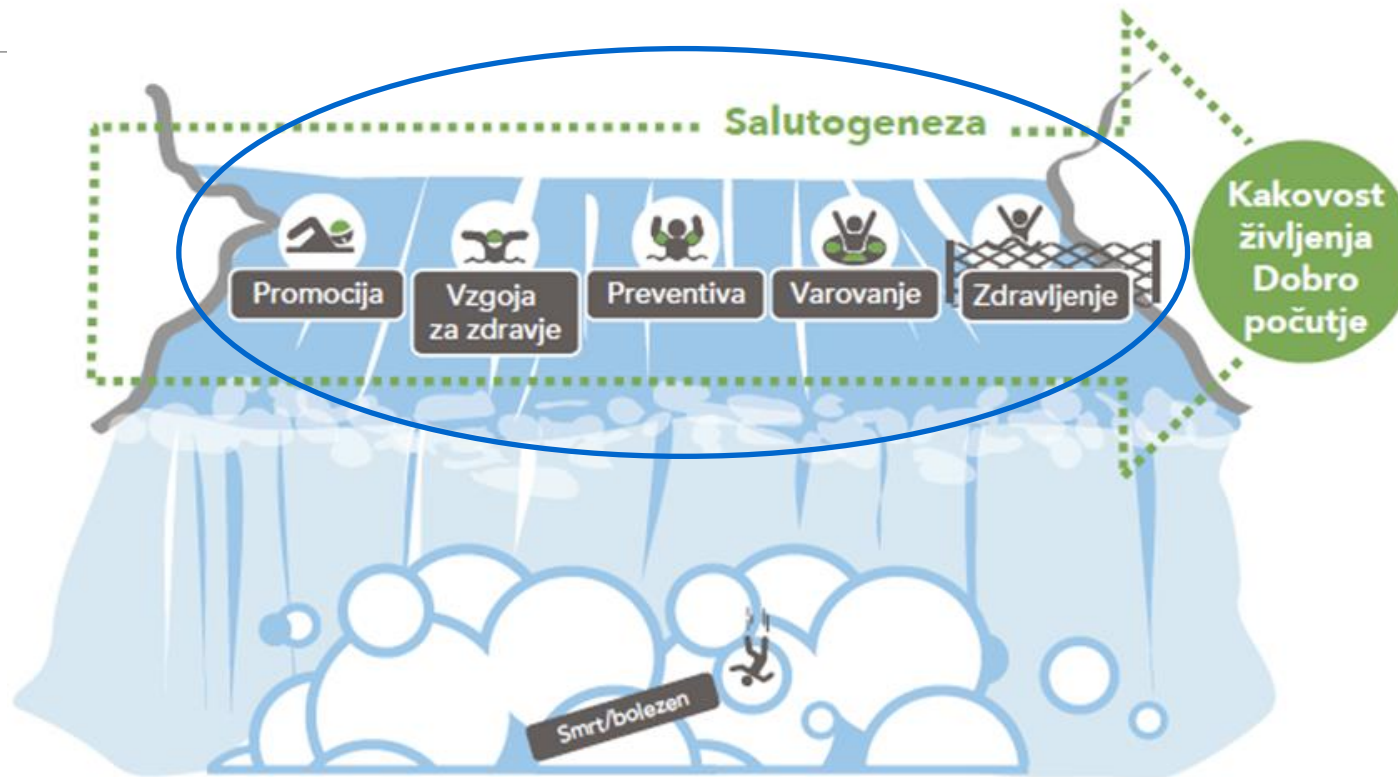 Salutogeneza
Promocija
Vzgoja
za zdravje
Preventiva
Varovanje
Zdravljenje
Kakovost
življenja
Dobro
počutje
Smrt/bolezen